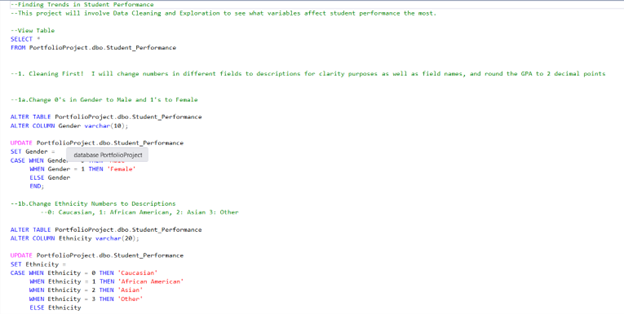 --Finding Trends in Student Performance
--This project will involve Data Cleaning and Exploration to see what variables affect student performance the most.
--View Table
SELECT *
FROM PortfolioProject.dbo.Student_Performance
--1. Cleaning First! I will change numbers in different fields to descriptions for clarity purposes as well as field names, and round the GPA to 2 decimal points
--1a.Change 0's in Gender to Male and 1's to Female
ALTER TABLE PortfolioProject.dbo.Student_Performance
ALTER COLUMN Gender varchar(10);
UPDATE PortfolioProject.dbo.Student_Performance
SET Gender =
database PortfolioProject
CASE WHEN Gender
WHEN Gender = 1 THEN 'Female'
ELSE Gender
END;
--1b.Change Ethnicity Numbers to Descriptions
--0: Caucasian, 1: African American, 2: Asian 3: Other
ALTER TABLE PortfolioProject.dbo.Student_Performance
ALTER COLUMN Ethnicity varchar(20);
UPDATE PortfolioProject.dbo.Student_Performance
SET Ethnicity =
CASE WHEN Ethnicity = 0 THEN 'Caucasian'
WHEN Ethnicity = 1 THEN 'African American'
WHEN Ethnicity = 2 THEN 'Asian'
WHEN Ethnicity = 3 THEN 'Other'
ELSE Ethnicity